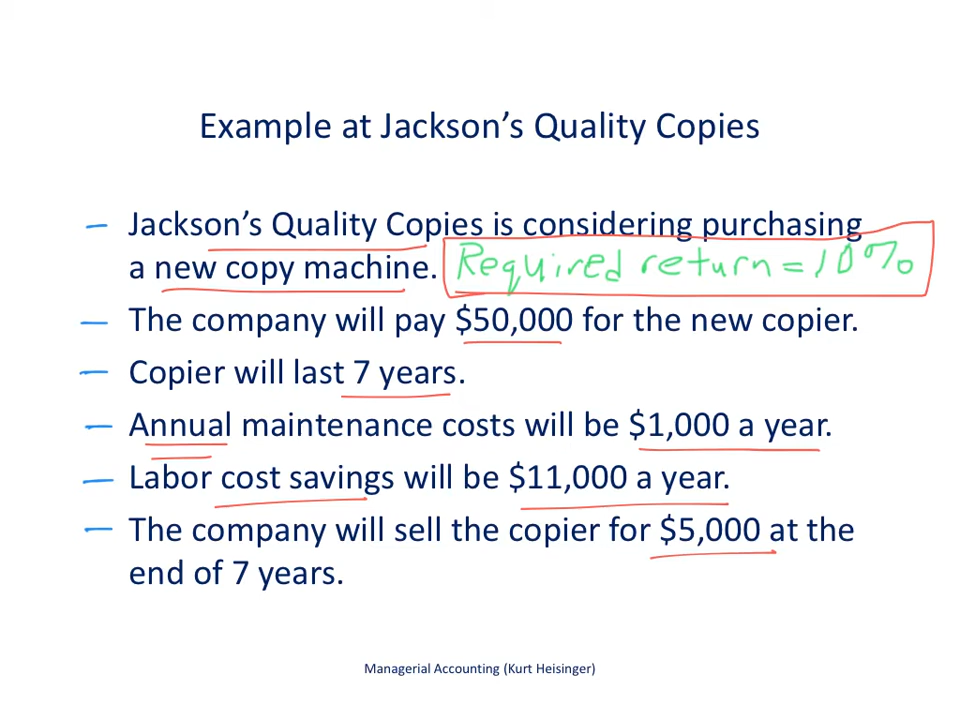 Example at Jackson's Quality Copies
– Jackson's Quality Copies is considering purchasing
a new copy machine. Required return = 10%
– The company will pay $50,000 for the new copier.
– Copier will last 7 years.
– Annual maintenance costs will be $1,000 a year.
– Labor cost savings will be $11,000 a year.
– The company will sell the copier for $5,000 at the
end of 7 years.
Managerial Accounting (Kurt Heisinger)